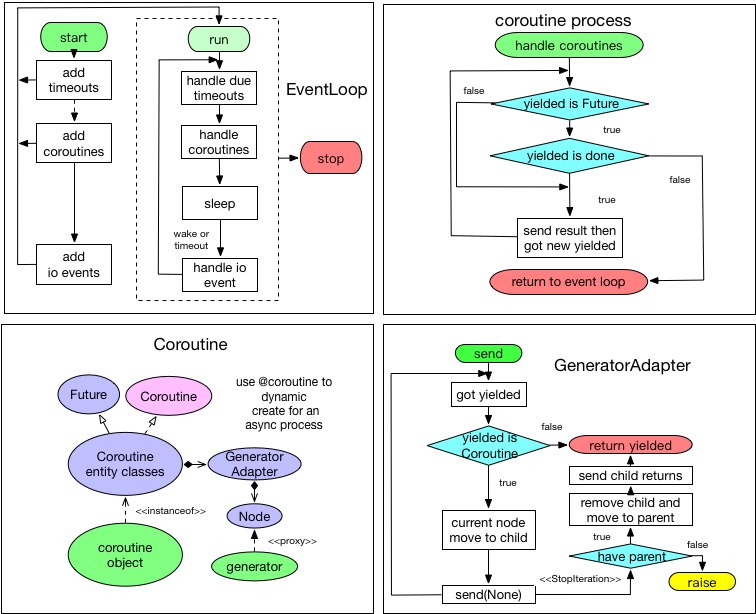 start
add
timeouts
add
coroutines
add
io events
run
handle due
timeouts
handle
coroutines
sleep
wake or
timeout
handle io
event
EventLoop
stop
coroutine process
handle coroutines
false
yielded is Future
true
yielded is done
false
true
send result then
got new yielded
return to event loop
Coroutine
Future
Coroutine
use @coroutine to
dynamic
create for an
async process
Coroutine
entity classes
Generator
Adapter
<<instanceof>>
Node
<<proxy>>
coroutine
object
generator
send
GeneratorAdapter
got yielded
yielded is
Coroutine
false
return yielded
send child returns
true
remove child and
move to parent
current node
move to child
true
false
have parent
<<StopIteration>>
raise
send(None)